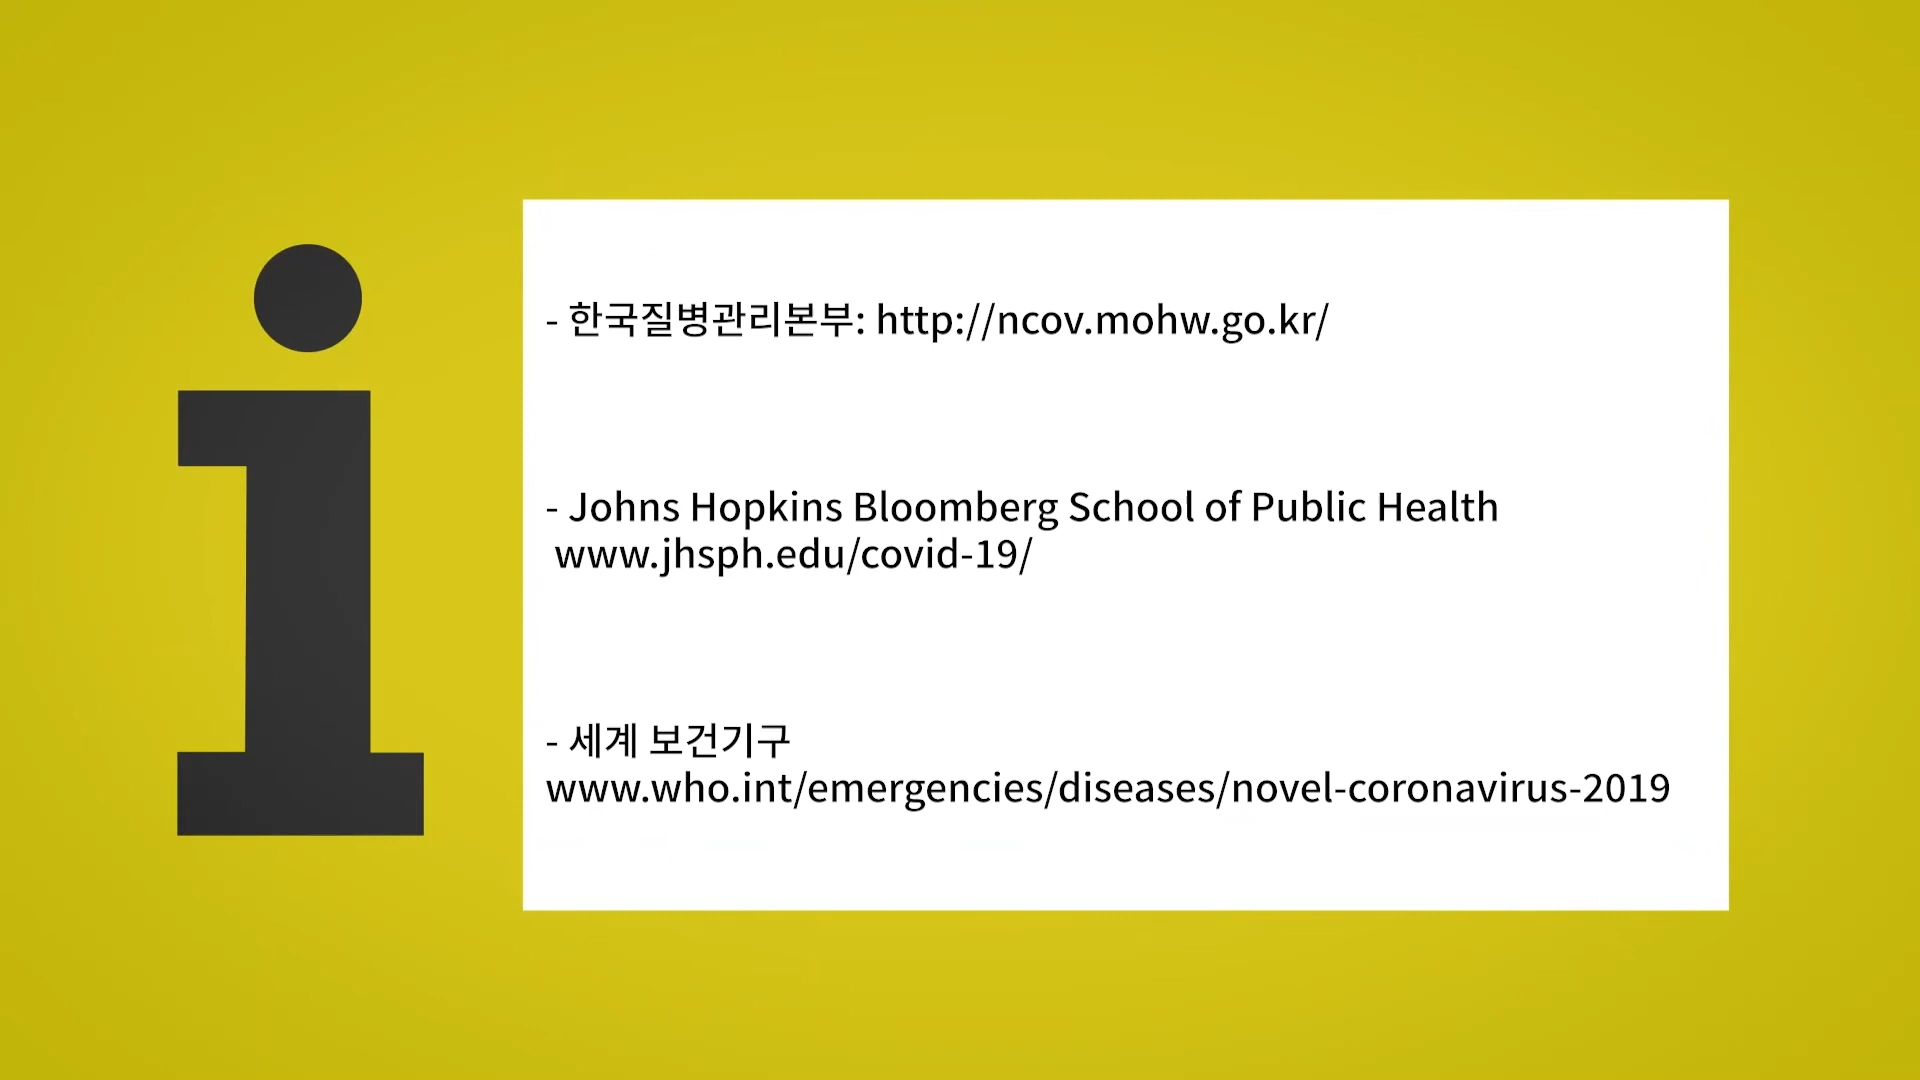 i
- 한국질병관리본부: http://ncov.mohw.go.kr/
- Johns Hopkins Bloomberg School of Public Health
www.jhsph.edu/covid-19/
- 세계 보건기구
www.who.int/emergencies/diseases/novel-coronavirus-2019